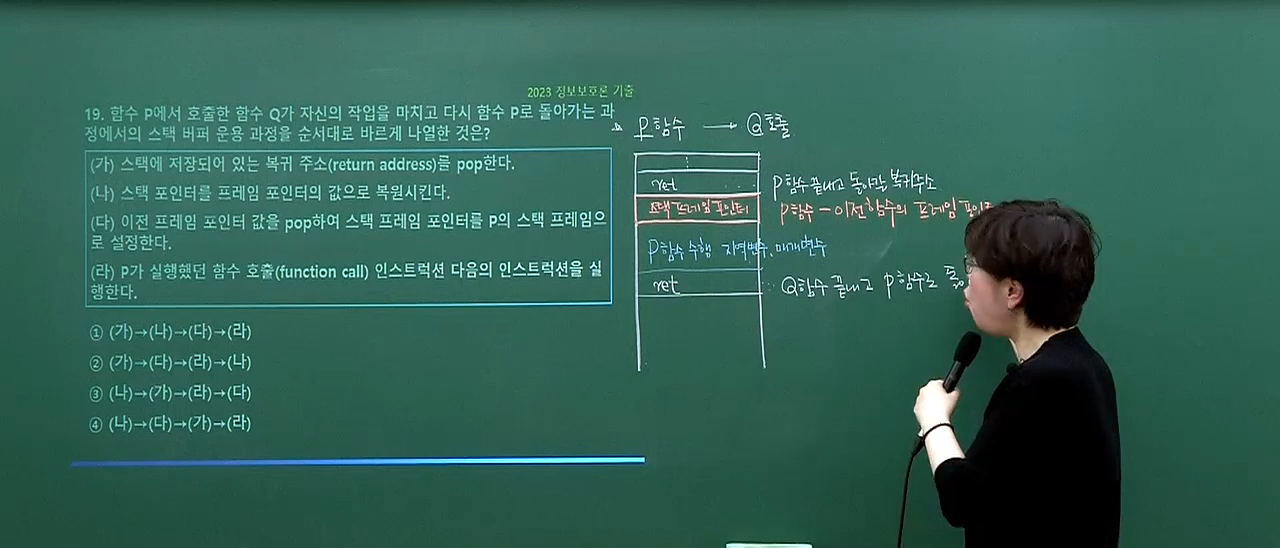 2023 정보보호론 기출
19. 함수 P에서 호출한 함수 Q가 자신의 작업을 마치고 다시 함수 P로 돌아가는 과
정에서의 스택 버퍼 운용 과정을 순서대로 바르게 나열한 것은?
(가) 스택에 저장되어 있는 복귀 주소(return address)를 pop한다.
(나) 스택 포인터를 프레임 포인터의 값으로 복원시킨다.
(다) 이전 프레임 포인터 값을 pop하여 스택 프레임 포인터를 P의 스택 프레임으
로 설정한다.
(라) P가 실행했던 함수 호출(function call) 인스트럭션 다음의 인스트럭션을 실
행한다.
① (가)→(나)→(다)→(라)
② (가)→(다)→(라)→(나)
③ (나)→(가)→(라)→(다)
④ (나)→(다)→(가)→(라)
P함수 → Q호출
ret P함수 끝내고 돌아갈 복귀주소
스택프레임포인터 P함수 - 이전함수의 프레임
P함수 수행 지역변수, 매개변수
ret Q함수 끝내고 P함수로